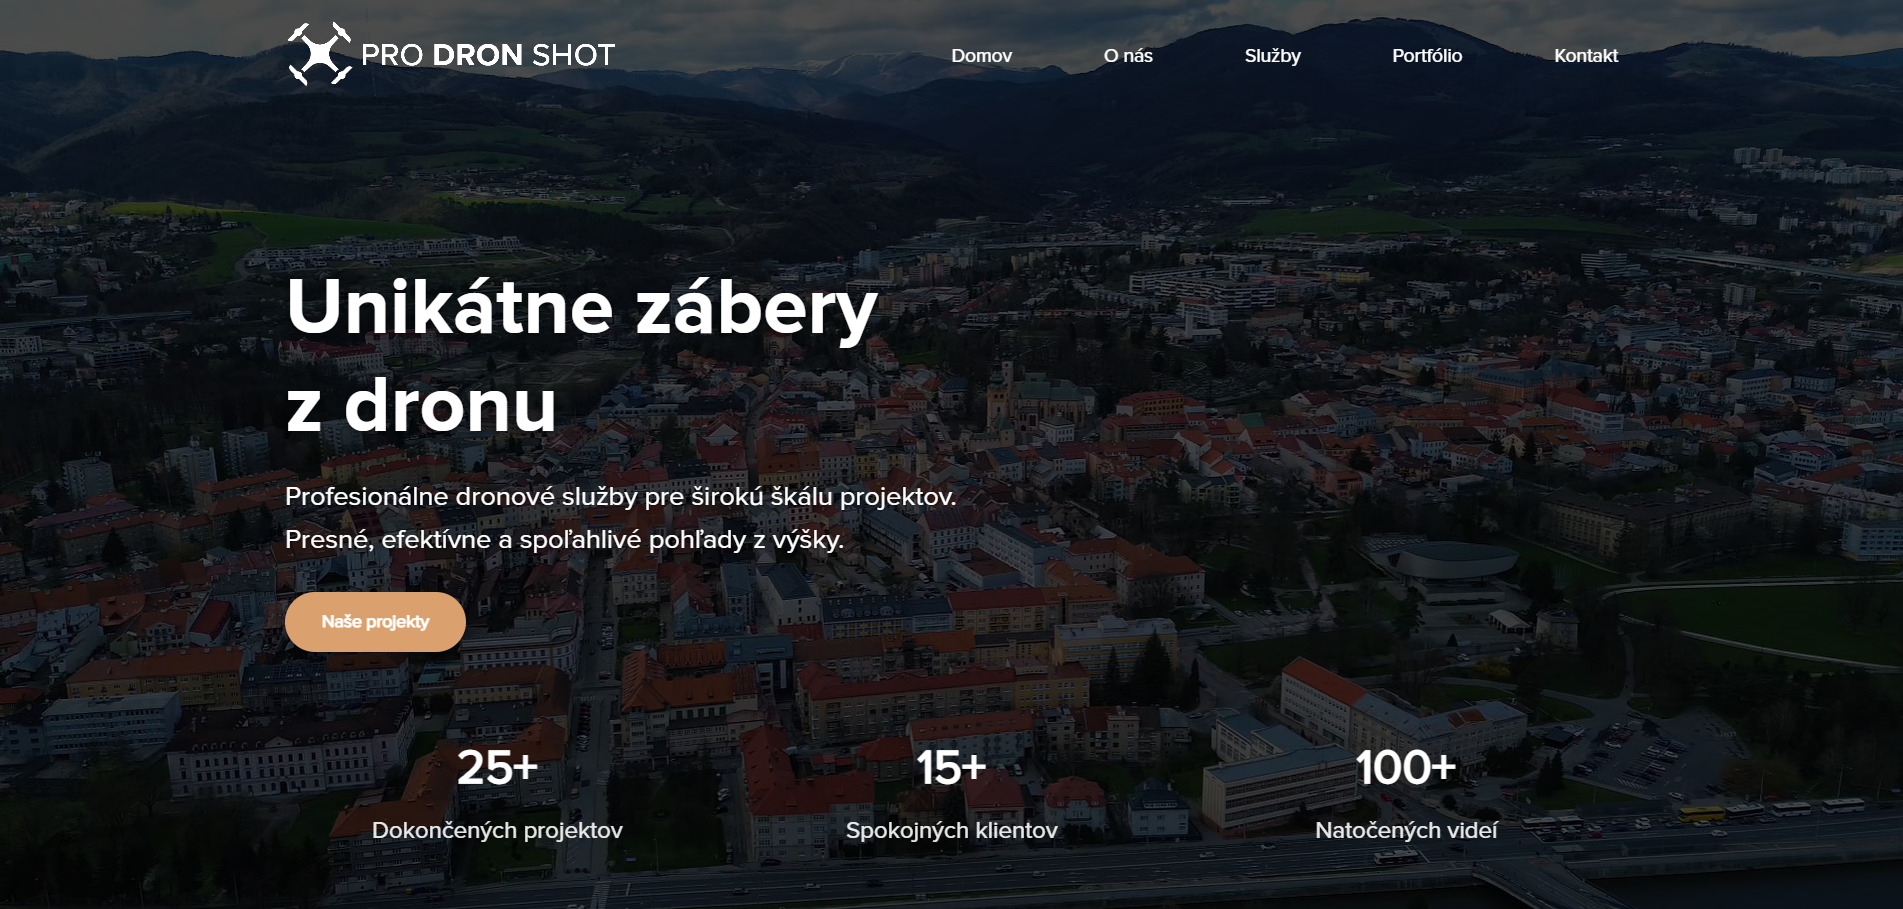 PRO DRON SHOT
Domov
O nás
Služby
Portfólio
Kontakt
Unikátne zábery
z dronu
Profesionálne dronové služby pre širokú škálu projektov.
Presné, efektívne a spoľahlivé pohľady z výšky.
Naše projekty
25+
Dokončených projektov
15+
Spokojných klientov
100+
Natočených videí